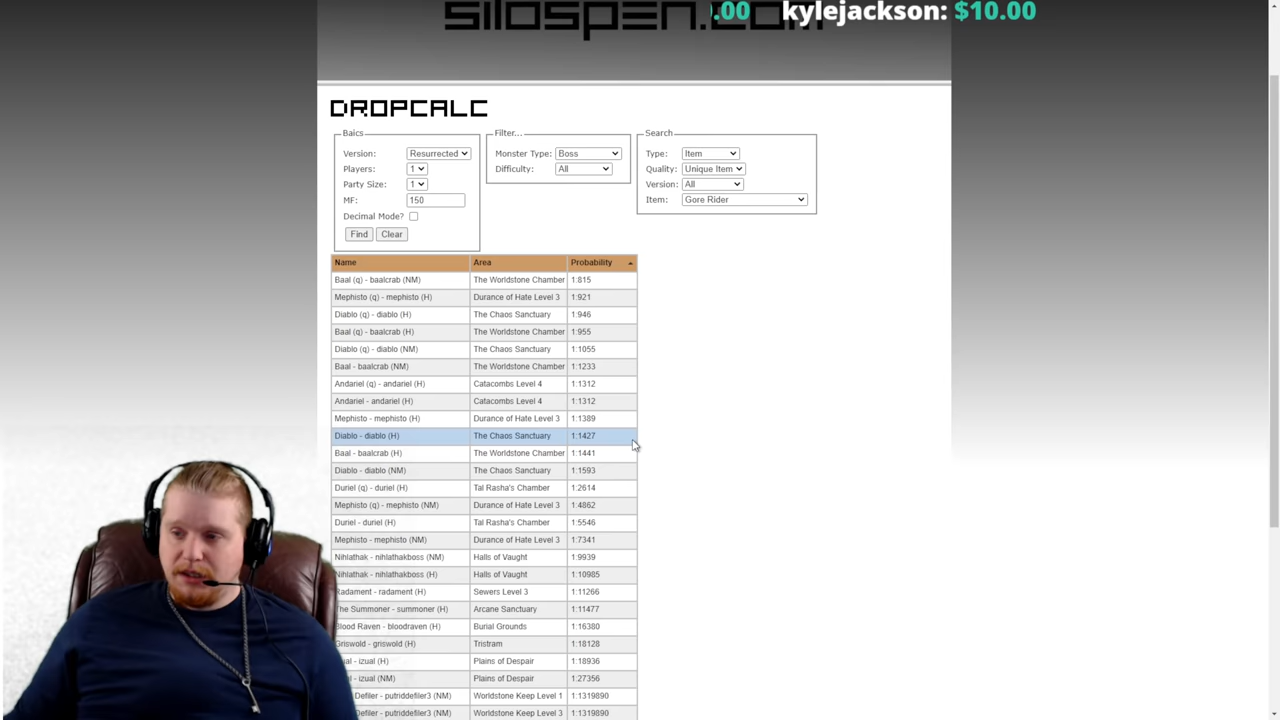 .00 kylejackson: $10.00
silospen.com
DROPCALC
Baics
Version: Resurrected
Players: 1
Party Size: 1
MF: 150
Decimal Mode?
Find Clear
Filter...
Monster Type: Boss
Difficulty: All
Search
Type: Item
Quality: Unique Item
Version: All
Item: Gore Rider
Name Area Probability
Baal (q) - baalcrab (NM) The Worldstone Chamber 1:815
Mephisto (q) - mephisto (H) Durance of Hate Level 3 1:921
Diablo (q) - diablo (H) The Chaos Sanctuary 1:946
Baal (q) - baalcrab (H) The Worldstone Chamber 1:955
Diablo (q) - diablo (NM) The Chaos Sanctuary 1:1055
Baal - baalcrab (NM) The Worldstone Chamber 1:1233
Andariel (q) - andariel (H) Catacombs Level 4 1:1312
Andariel - andariel (H) Catacombs Level 4 1:1312
Mephisto - mephisto (H) Durance of Hate Level 3 1:1389
Diablo - diablo (H) The Chaos Sanctuary 1:1427
Baal - baalcrab (H) The Worldstone Chamber 1:1441
Diablo - diablo (NM) The Chaos Sanctuary 1:1593
Duriel (q) - duriel (H) Tal Rasha's Chamber 1:2614
Mephisto (q) - mephisto (NM) Durance of Hate Level 3 1:4862
Duriel - duriel (H) Tal Rasha's Chamber 1:5546
Mephisto - mephisto (NM) Durance of Hate Level 3 1:7341
Nihlathak - nihlathakboss (NM) Halls of Vaught 1:9939
Nihlathak - nihlathakboss (H) Halls of Vaught 1:10985
Radament - radament (H) Sewers Level 3 1:11266
The Summoner - summoner (H) Arcane Sanctuary 1:11477
Blood Raven - bloodraven (H) Burial Grounds 1:16380
Griswold - griswold (H) Tristram 1:18128
- izual (H) Plains of Despair 1:18936
- izual (NM) Plains of Despair 1:27356
Defiler - putriddefiler3 (NM) Worldstone Keep Level 1 1:1319890
Defiler - putriddefiler3 (NM) Worldstone Keep Level 3 1:1319890